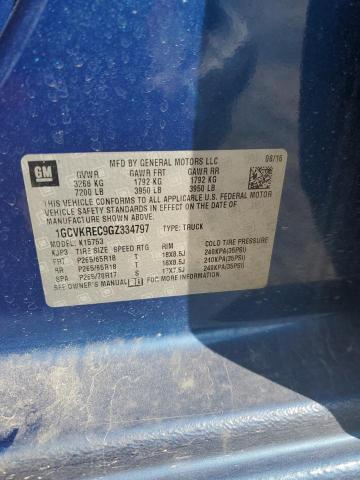 GM
MFD BY GENERAL MOTORS LLC 08/16
GVWR GAWR FRT GAWR RR
3266 KG 1792 KG 1792 KG
7200 LB 3950 LB 3950 LB
THIS VEHICLE CONFORMS TO ALL APPLICABLE U.S. FEDERAL MOTOR
VEHICLE SAFETY STANDARDS IN EFFECT ON THE DATE OF
MANUFACTURE SHOWN ABOVE.
1GCVKREC9GZ334797 TYPE: TRUCK
MODEL: K15753
KJP3 TIRE SIZE SPEED RTG RIM COLD TIRE PRESSURE
FRT P265/65R18 T 18X8.5J 240KPA(35PSI)
RR P265/65R18 T 18X8.5J 240KPA(35PSI)
SPA P265/70R17 T 17X7.5J 240KPA(35PSI)
SEE OWNER'S MANUAL FOR MORE INFORMATION.